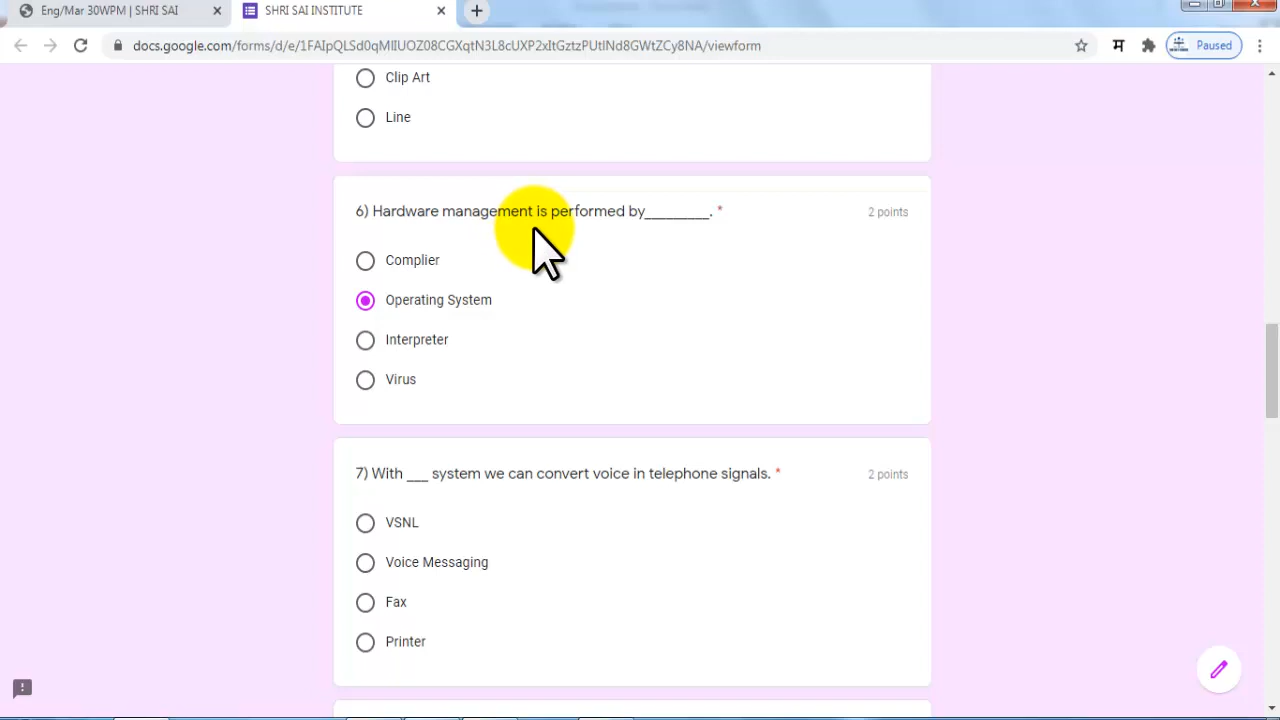 Eng/Mar 30WPM | SHRI SAI
SHRI SAI INSTITUTE
docs.google.com/forms/d/e/1FAIpQLSd0qMIIUOZ08CGXqtN3L8cUXP2xItGztzPUtlNd8GWtZCy8NA/viewform
म
Paused
Clip Art
Line
6) Hardware management is performed by_________. *
2 points
Complier
Operating System
Interpreter
Virus
7) With ___ system we can convert voice in telephone signals. *
2 points
VSNL
Voice Messaging
Fax
Printer